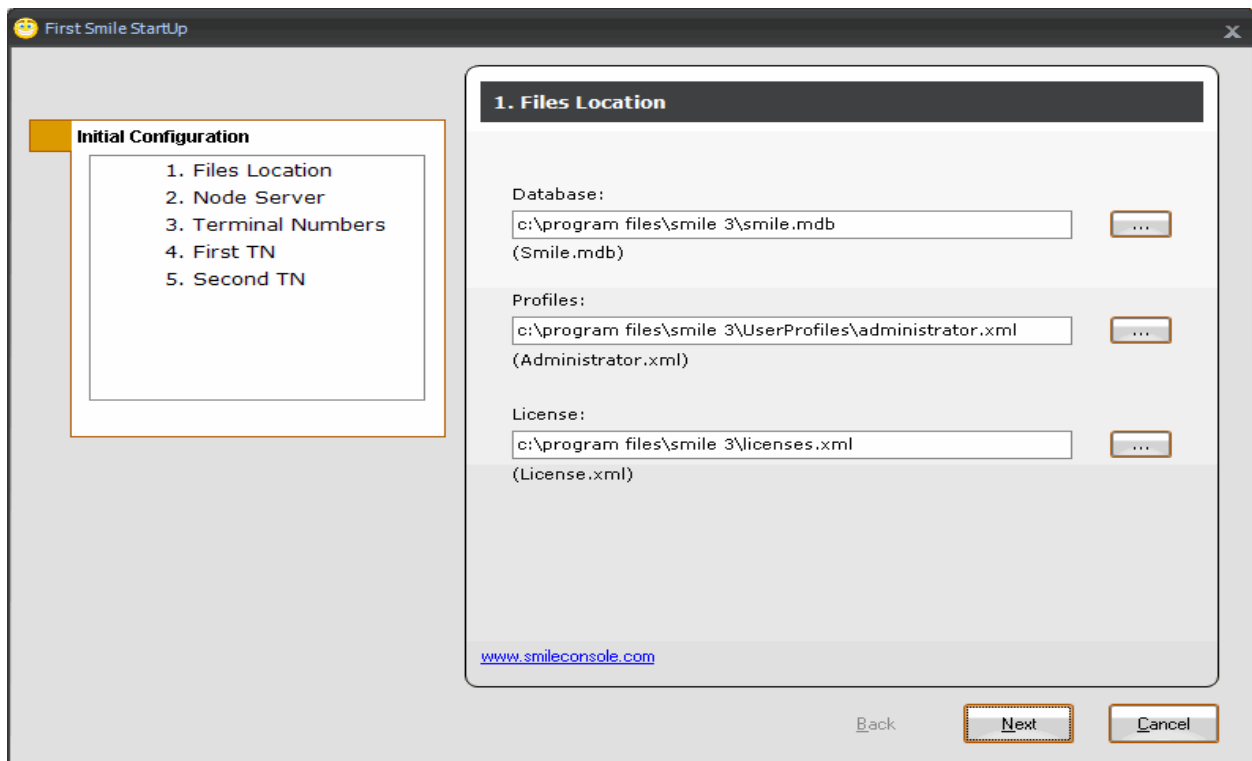 First Smile StartUp
x
Initial Configuration
1. Files Location
2. Node Server
3. Terminal Numbers
4. First TN
5. Second TN
1. Files Location
Database:
c:\program files\smile 3\smile.mdb
...
(Smile.mdb)
Profiles:
c:\program files\smile 3\UserProfiles\administrator.xml
...
(Administrator.xml)
License:
c:\program files\smile 3\licenses.xml
...
(License.xml)
www.smileconsole.com
Back
Next
Cancel